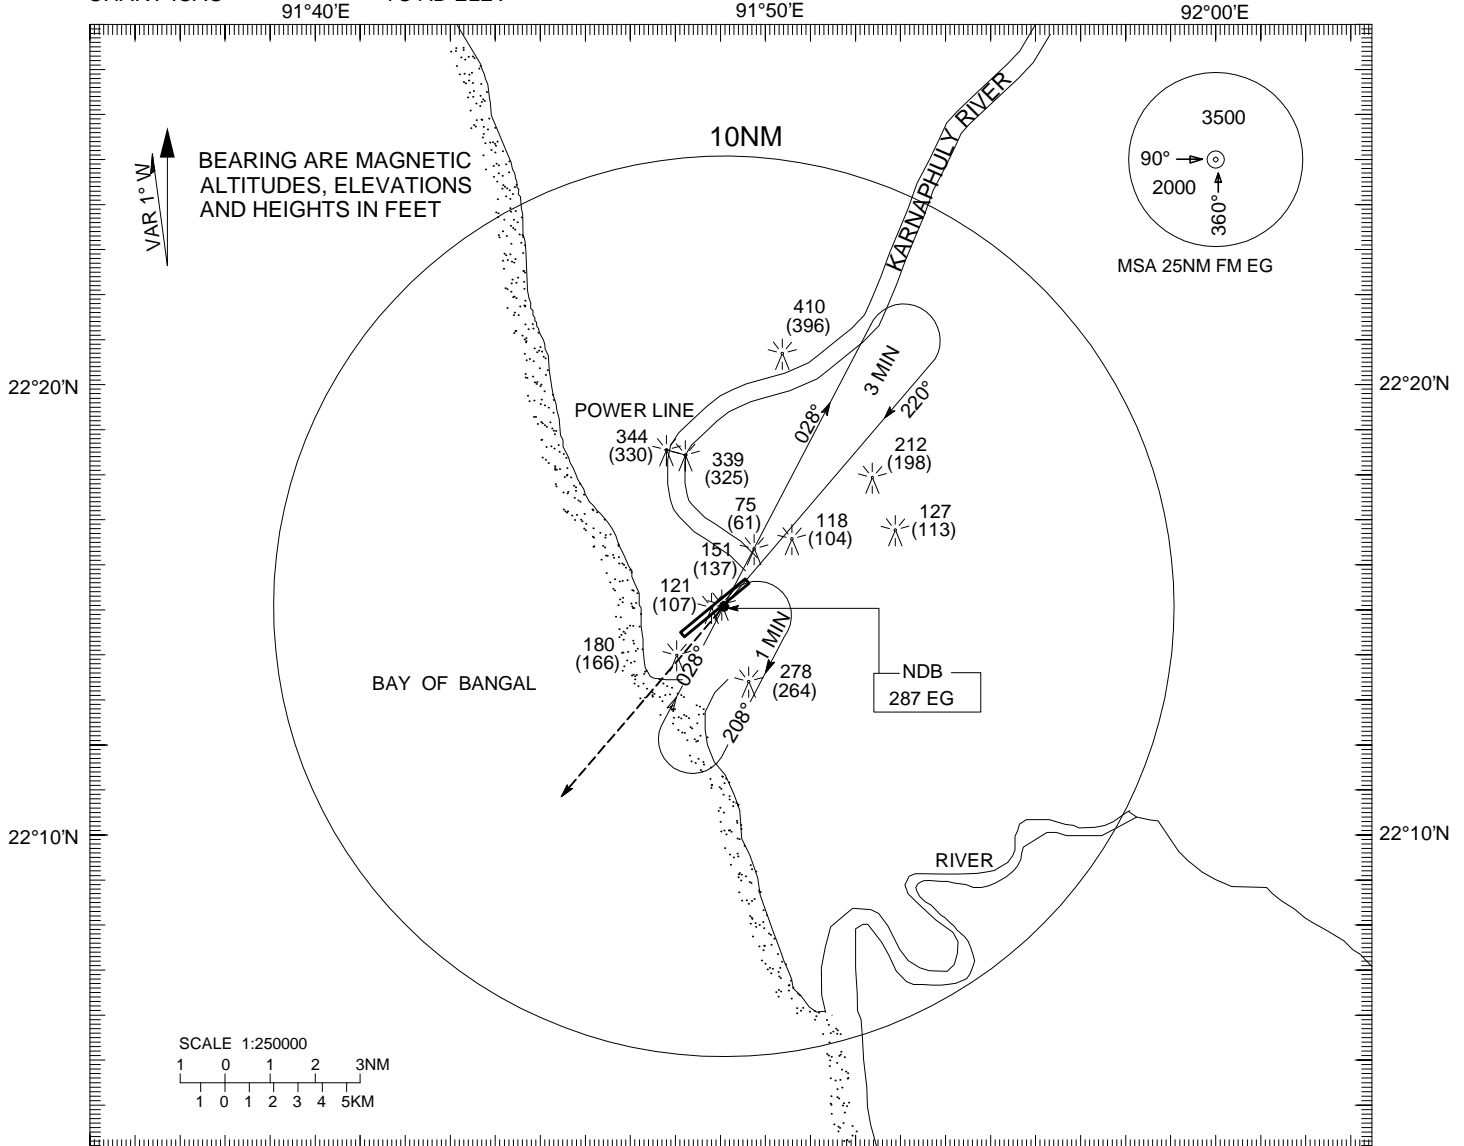 91°40'E
91°50'E
92°00'E
10NM
KARNAPHULY RIVER
3500
90°
2000
360°
MSA 25NM FM EG
VAR 1° W
BEARING ARE MAGNETIC
ALTITUDES, ELEVATIONS
AND HEIGHTS IN FEET
410
(396)
3 MIN
22°20'N
22°20'N
220°
028°
POWER LINE
344
(330)
339
(325)
212
(198)
75
(61)
118
(104)
127
(113)
151
(137)
121
(107)
1 MIN
180
(166)
028°
278
(264)
208°
BAY OF BANGAL
NDB
287 EG
22°10'N
22°10'N
RIVER
SCALE 1:250000
1 0 1 2 3NM
1 0 1 2 3 4 5KM